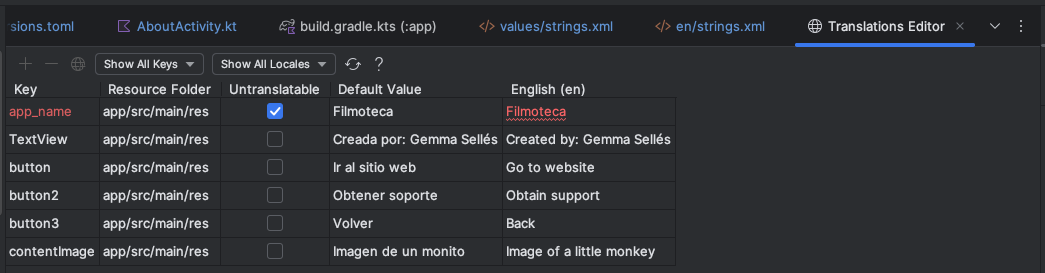 sions.toml AboutActivity.kt build.gradle.kts (:app) values/strings.xml en/strings.xml Translations Editor
Show All Keys Show All Locales ?
Key Resource Folder Untranslatable Default Value English (en)
app_name app/src/main/res Filmoteca Filmoteca
TextView app/src/main/res Creada por: Gemma Sellés Created by: Gemma Sellés
button app/src/main/res Ir al sitio web Go to website
button2 app/src/main/res Obtener soporte Obtain support
button3 app/src/main/res Volver Back
contentImage app/src/main/res Imagen de un monito Image of a little monkey